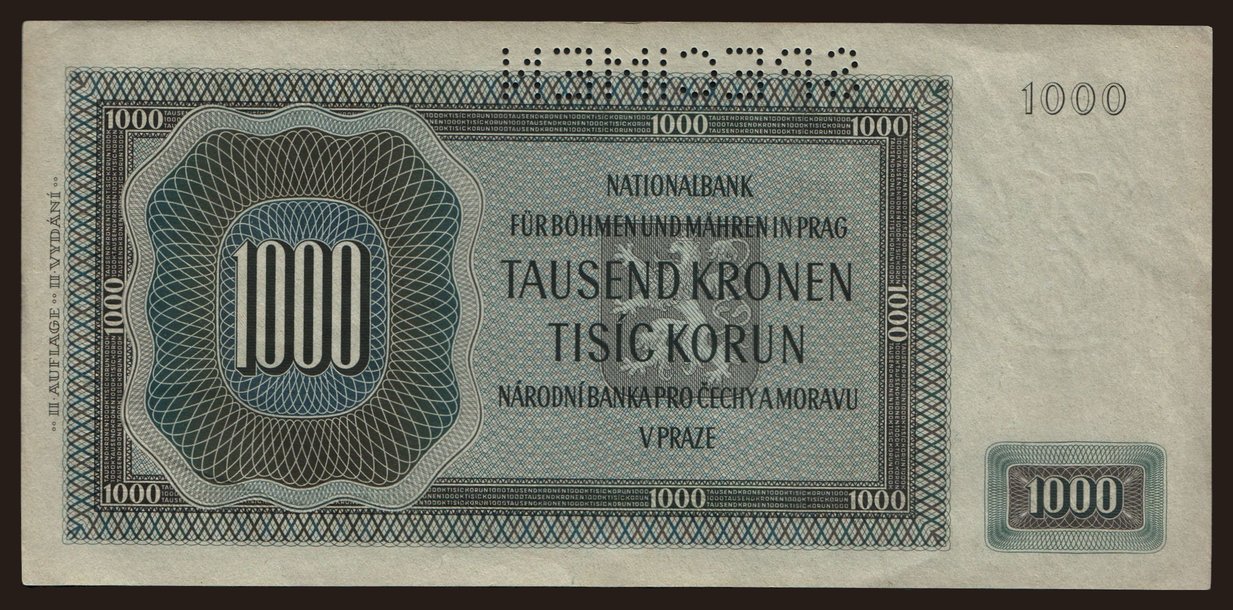 SPECIMEN
1000
1000 1000 1000
II·AUFLAGE °° II·VYDÁNÍ
NATIONALBANK
FÜR BÖHMEN UND MÄHREN IN PRAG
TAUSEND KRONEN
1000
1000
1000
TISÍC KORUN
NÁRODNÍ BANKA PRO ČECHY A MORAVU
V PRAZE
1000 1000 1000
1000